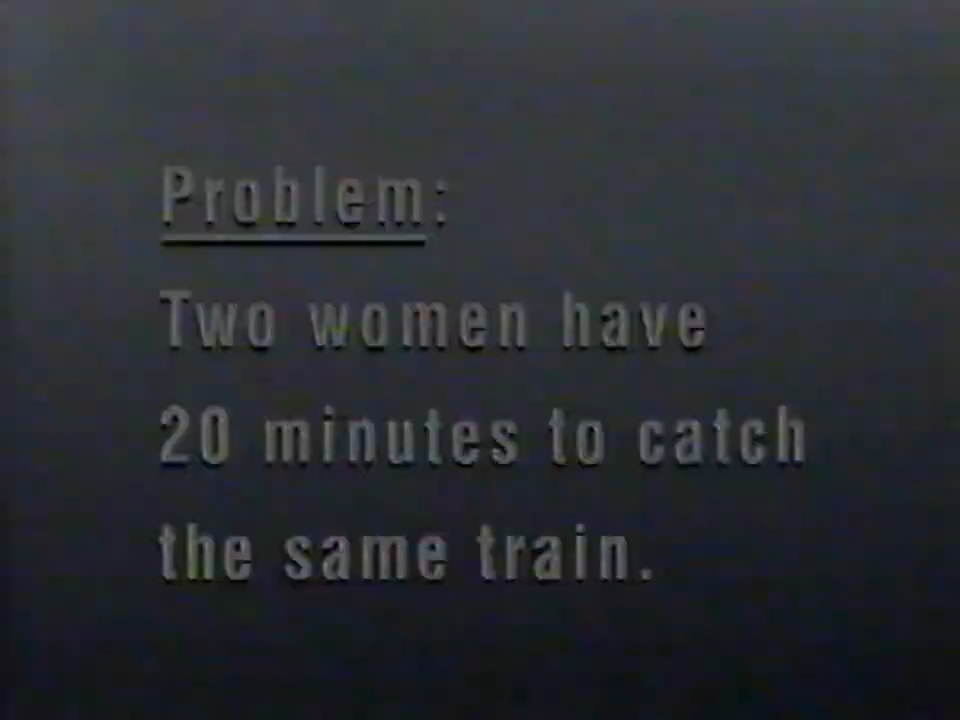 Problem:
Two women have
20 minutes to catch
the same train.